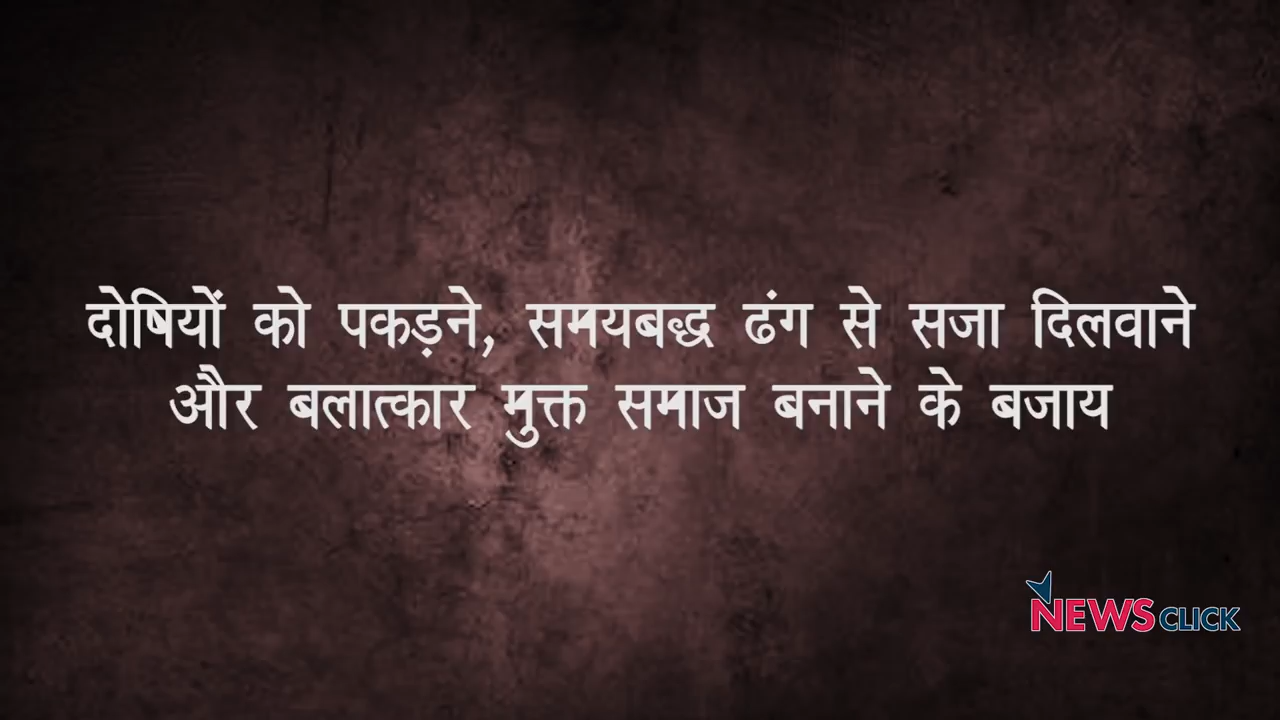 दोषियों को पकड़ने, समयबद्ध ढंग से सजा दिलवाने
और बलात्कार मुक्त समाज बनाने के बजाय
NEWSCLICK